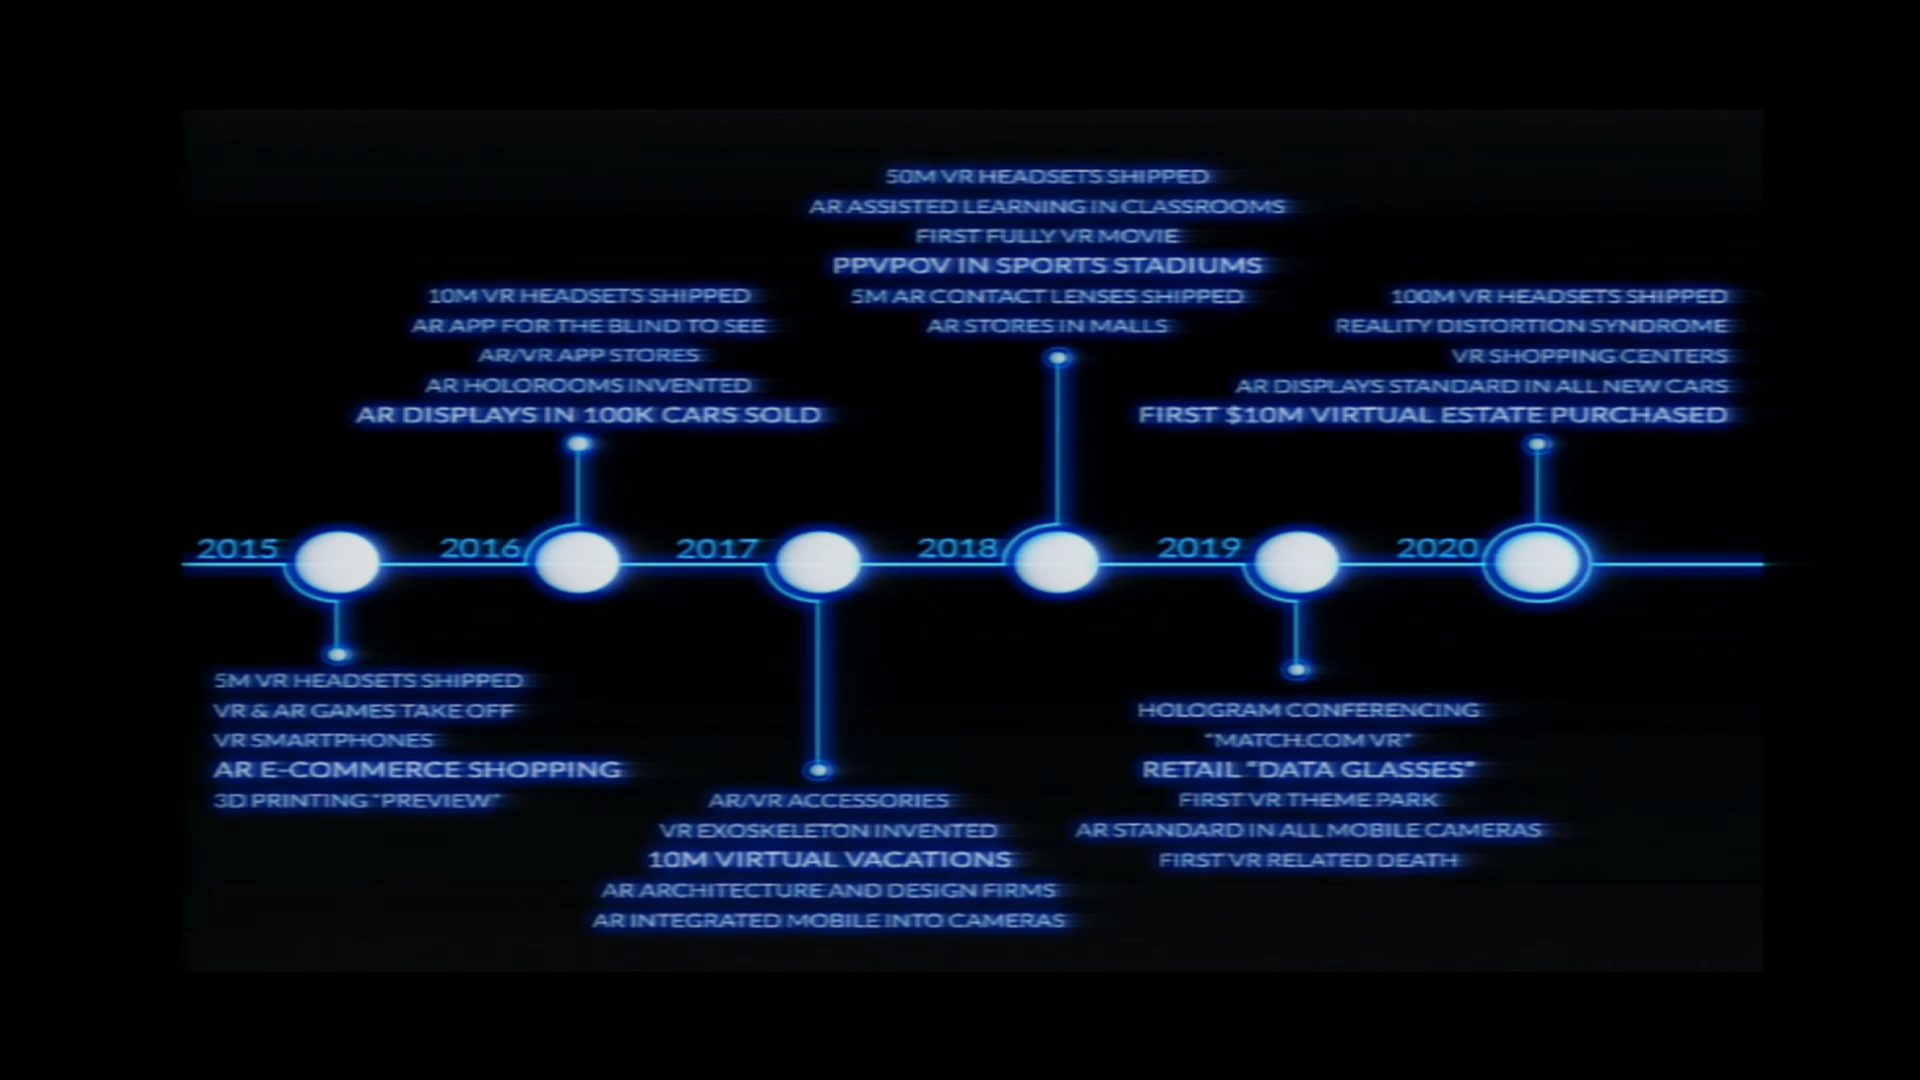 50M VR HEADSETS SHIPPED
AR ASSISTED LEARNING IN CLASSROOMS
FIRST FULLY VR MOVIE
PPVPOV IN SPORTS STADIUMS
5M AR CONTACT LENSES SHIPPED
AR STORES IN MALLS
10M VR HEADSETS SHIPPED
AR APP FOR THE BLIND TO SEE
AR/VR APP STORES
AR HOLOROOMS INVENTED
AR DISPLAYS IN 100K CARS SOLD
100M VR HEADSETS SHIPPED
REALITY DISTORTION SYNDROME
VR SHOPPING CENTERS
AR DISPLAYS STANDARD IN ALL NEW CARS
FIRST $10M VIRTUAL ESTATE PURCHASED
2015 2016 2017 2018 2019 2020
5M VR HEADSETS SHIPPED
VR & AR GAMES TAKE OFF
VR SMARTPHONES
AR E-COMMERCE SHOPPING
3D PRINTING "PREVIEW"
AR/VR ACCESSORIES
VR EXOSKELETON INVENTED
10M VIRTUAL VACATIONS
AR ARCHITECTURE AND DESIGN FIRMS
AR INTEGRATED MOBILE INTO CAMERAS
HOLOGRAM CONFERENCING
"MATCH.COM VR"
RETAIL "DATA GLASSES"
FIRST VR THEME PARK
AR STANDARD IN ALL MOBILE CAMERAS
FIRST VR RELATED DEATH